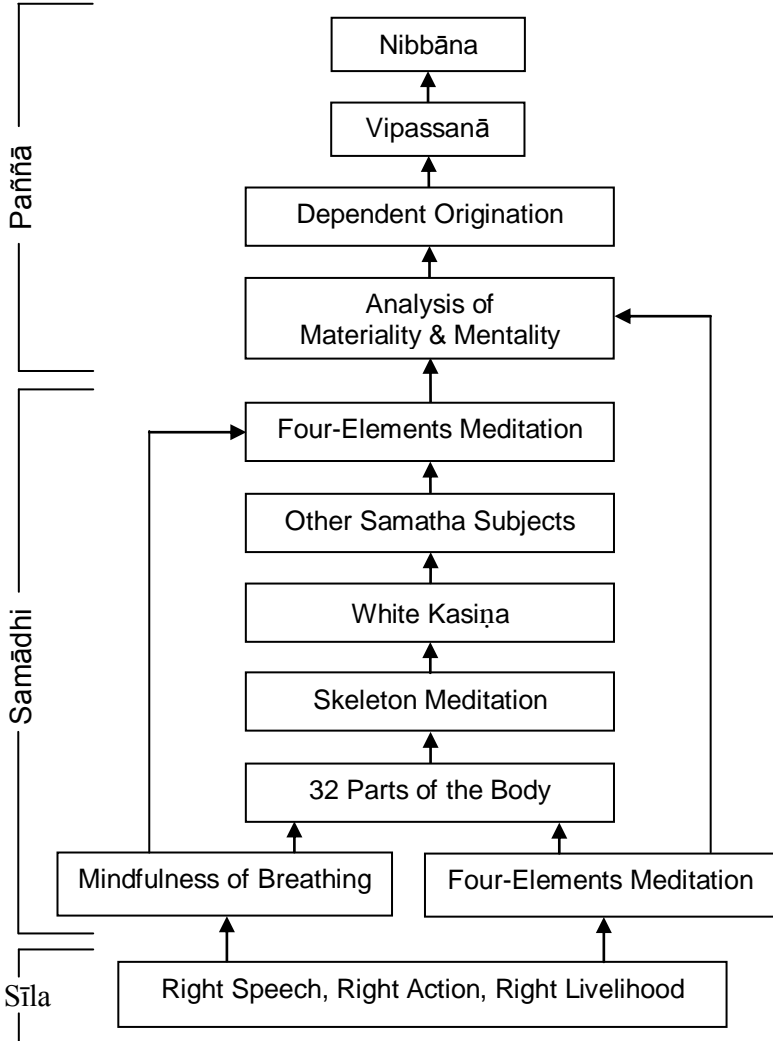 Nibbāna
Vipassanā
Paññā
Dependent Origination
Analysis of
Materiality & Mentality
Four-Elements Meditation
Other Samatha Subjects
White Kasiṇa
Samādhi
Skeleton Meditation
32 Parts of the Body
Mindfulness of Breathing
Four-Elements Meditation
Sīla
Right Speech, Right Action, Right Livelihood